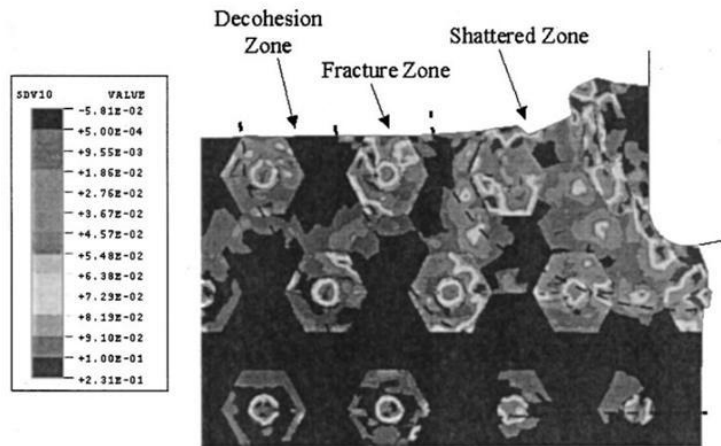 Decohesion
Zone
Fracture Zone
Shattered Zone
SDV10 VALUE
-5.81E-02
+5.00E-04
+9.55E-03
+1.86E-02
+2.76E-02
+3.67E-02
+4.57E-02
+5.48E-02
+6.38E-02
+7.29E-02
+8.19E-02
+9.10E-02
+1.00E-01
+2.31E-01